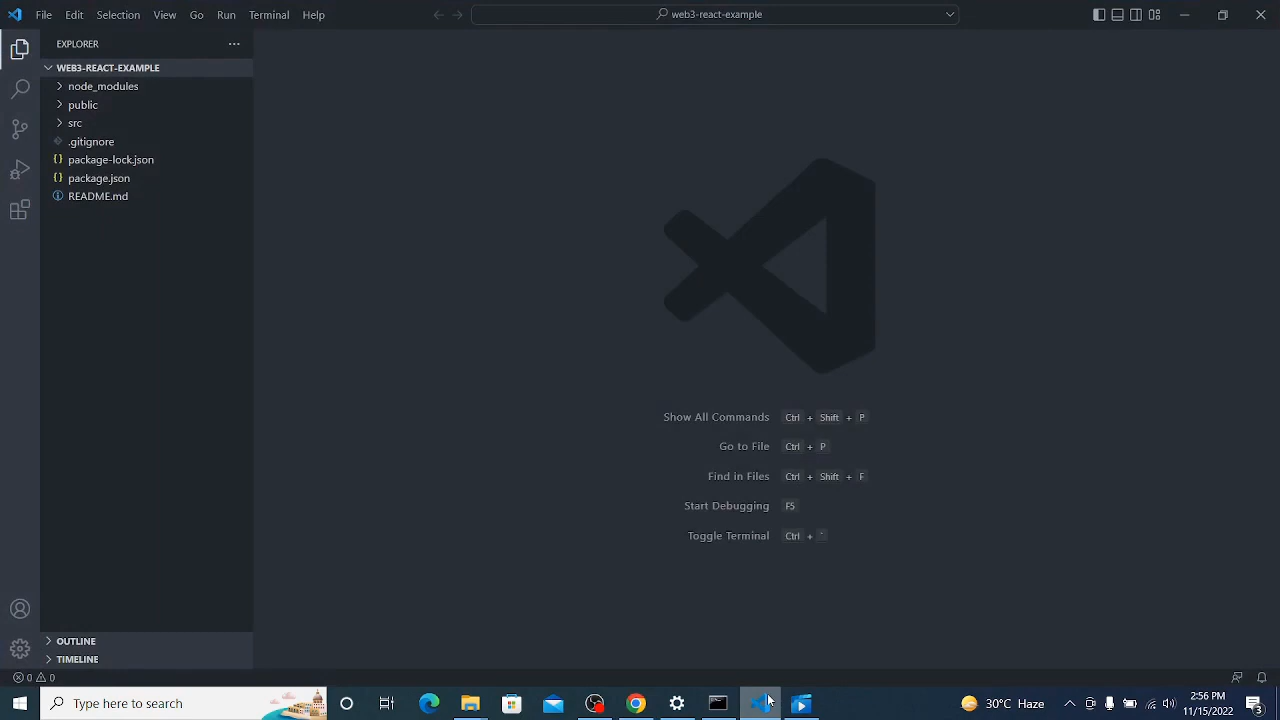 File Edit Selection View Go Run Terminal Help
web3-react-example
EXPLORER
WEB3-REACT-EXAMPLE
node_modules
public
src
.gitignore
package-lock.json
package.json
README.md
Show All Commands Ctrl + Shift + P
Go to File Ctrl + P
Find in Files Ctrl + Shift + F
Start Debugging F5
Toggle Terminal Ctrl + `
OUTLINE
TIMELINE
0 0
Type here to search
30°C Haze
2:56 PM
11/15/2022